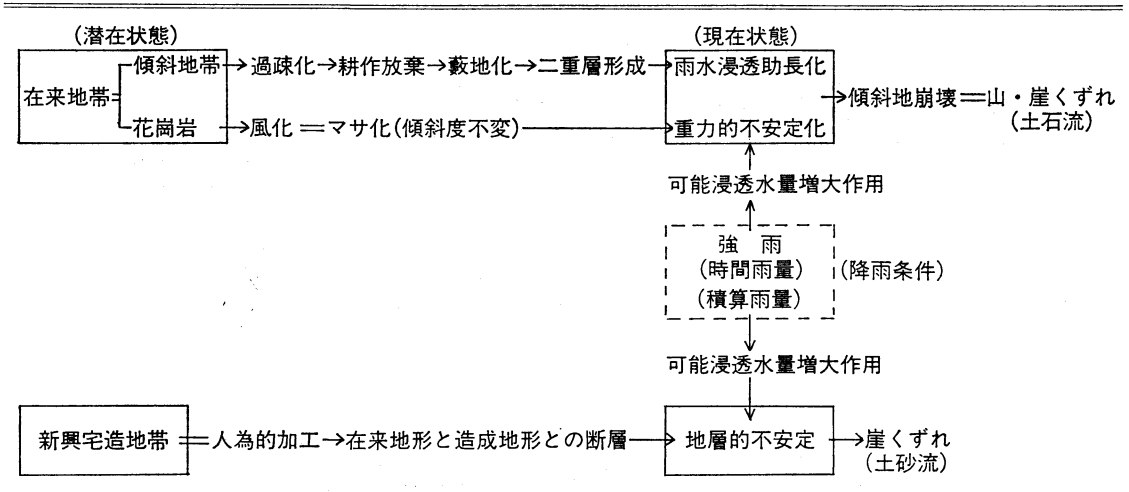 (潜在状態) (現在状態)
傾斜地帯→過疎化→耕作放棄→藪地化→二重層形成→雨水浸透助長化
在来地帯 →傾斜地崩壊=山・崖くずれ
(土石流)
花崗岩→風化=マサ化(傾斜度不変)→重力的不安定化
可能浸透水量増大作用
強 雨
(時間雨量) (降雨条件)
(積算雨量)
可能浸透水量増大作用
新興宅造地帯=人為的加工→在来地形と造成地形との断層→地層的不安定→崖くずれ
(土砂流)